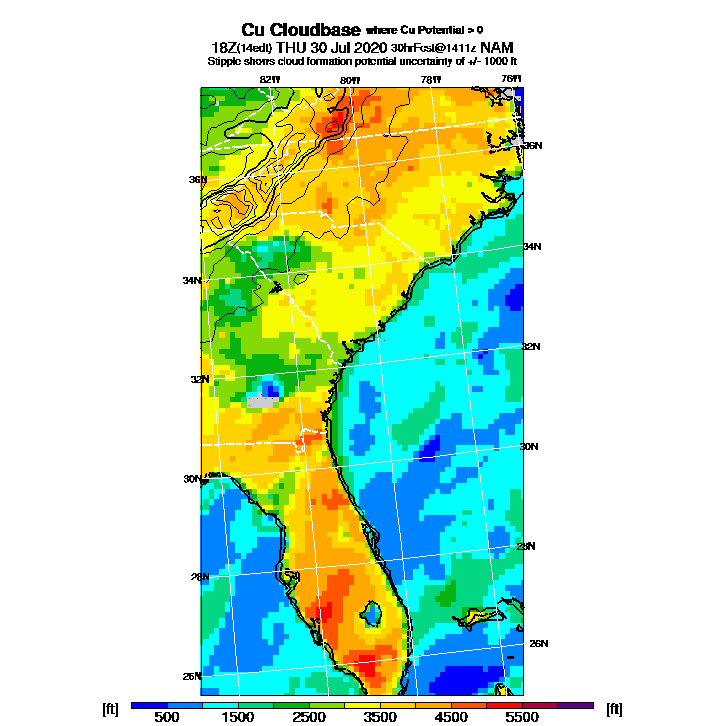 Cu Cloudbase where Cu Potential > 0
18Z(14edt) THU 30 Jul 2020 30hrFcst@1411z NAM
Stipple shows cloud formation potential uncertainty of +/- 1000 ft
82W 80W 78W 76W
36N
36N
34N
34N
32N
32N
30N
30N
28N
28N
26N
26N
[ft] 500 1500 2500 3500 4500 5500 [ft]